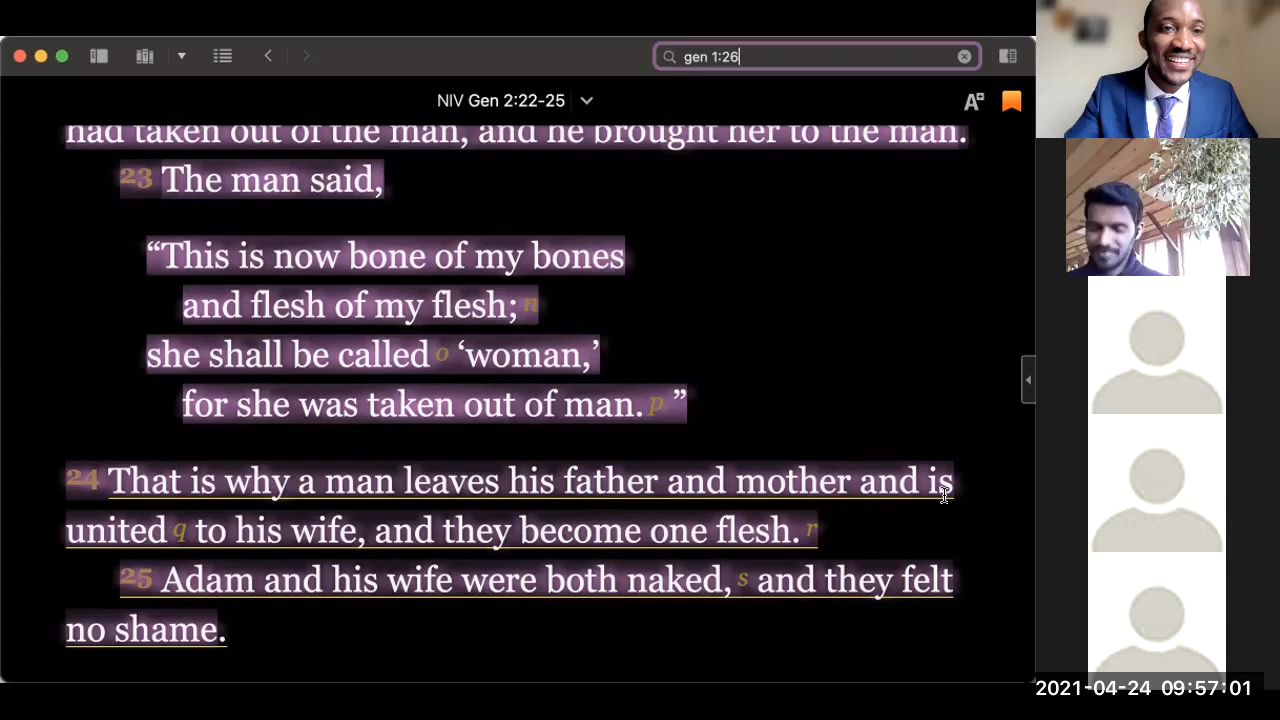 gen 1:26
NIV Gen 2:22-25
A
had taken out of the man, and he brought her to the man.
23 The man said,
“This is now bone of my bones
and flesh of my flesh; n
she shall be called o ‘woman,’
for she was taken out of man. p ”
24 That is why a man leaves his father and mother and is
united q to his wife, and they become one flesh. r
25 Adam and his wife were both naked, s and they felt
no shame.
2021-04-24 09:57:01